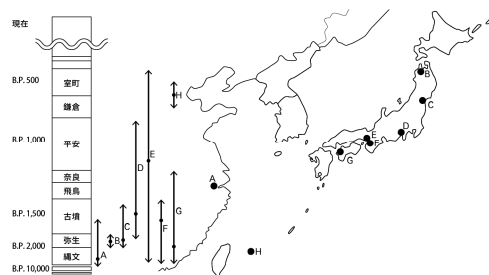 現在
B.P. 500
室町
鎌倉
B.P. 1,000
平安
奈良
飛鳥
B.P. 1,500
古墳
B.P. 2,000
弥生
縄文
B.P. 10,000
A
B
C
D
E
F
G
H
A
B
C
D
E
F
G
H